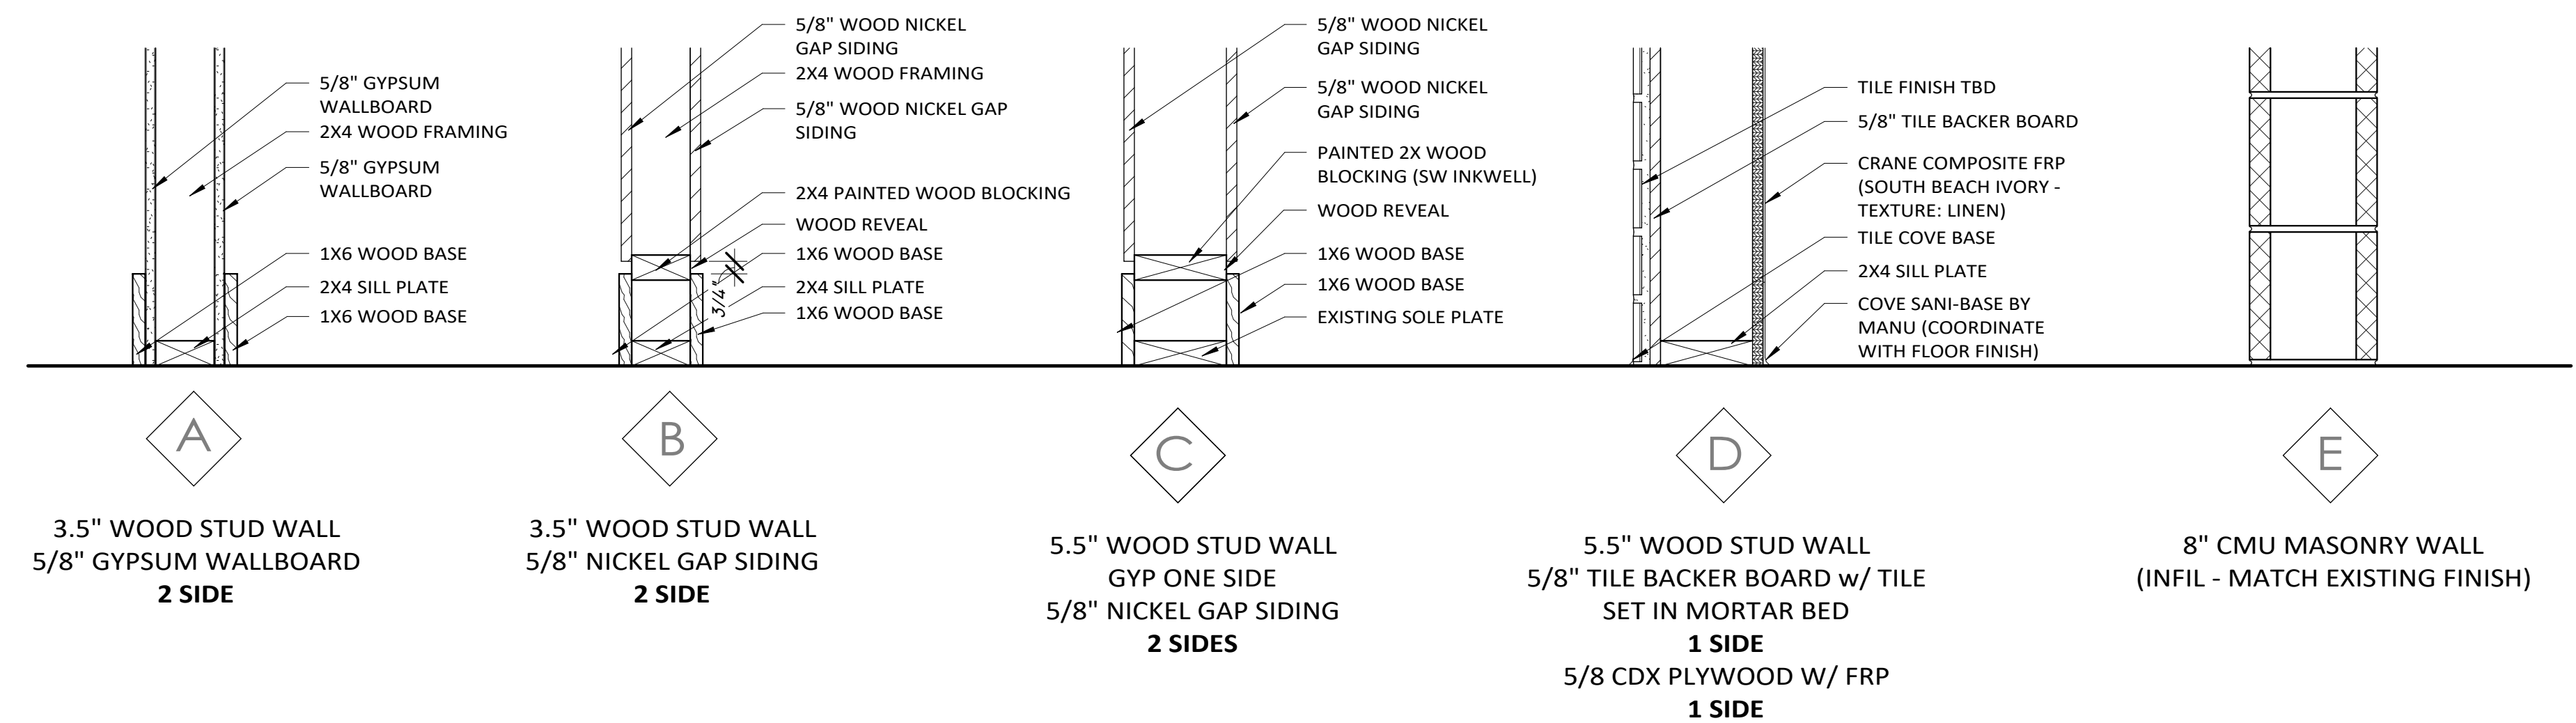 5/8" GYPSUM
WALLBOARD
2X4 WOOD FRAMING
5/8" GYPSUM
WALLBOARD
1X6 WOOD BASE
2X4 SILL PLATE
1X6 WOOD BASE
A
3.5" WOOD STUD WALL
5/8" GYPSUM WALLBOARD
2 SIDE
5/8" WOOD NICKEL
GAP SIDING
2X4 WOOD FRAMING
5/8" WOOD NICKEL GAP
SIDING
2X4 PAINTED WOOD BLOCKING
WOOD REVEAL
1X6 WOOD BASE
3/4"
2X4 SILL PLATE
1X6 WOOD BASE
B
3.5" WOOD STUD WALL
5/8" NICKEL GAP SIDING
2 SIDE
5/8" WOOD NICKEL
GAP SIDING
5/8" WOOD NICKEL
GAP SIDING
PAINTED 2X WOOD
BLOCKING (SW INKWELL)
WOOD REVEAL
1X6 WOOD BASE
1X6 WOOD BASE
EXISTING SOLE PLATE
C
5.5" WOOD STUD WALL
GYP ONE SIDE
5/8" NICKEL GAP SIDING
2 SIDES
TILE FINISH TBD
5/8" TILE BACKER BOARD
CRANE COMPOSITE FRP
(SOUTH BEACH IVORY -
TEXTURE: LINEN)
TILE COVE BASE
2X4 SILL PLATE
COVE SANI-BASE BY
MANU (COORDINATE
WITH FLOOR FINISH)
D
5.5" WOOD STUD WALL
5/8" TILE BACKER BOARD w/ TILE
SET IN MORTAR BED
1 SIDE
5/8 CDX PLYWOOD W/ FRP
1 SIDE
E
8" CMU MASONRY WALL
(INFIL - MATCH EXISTING FINISH)